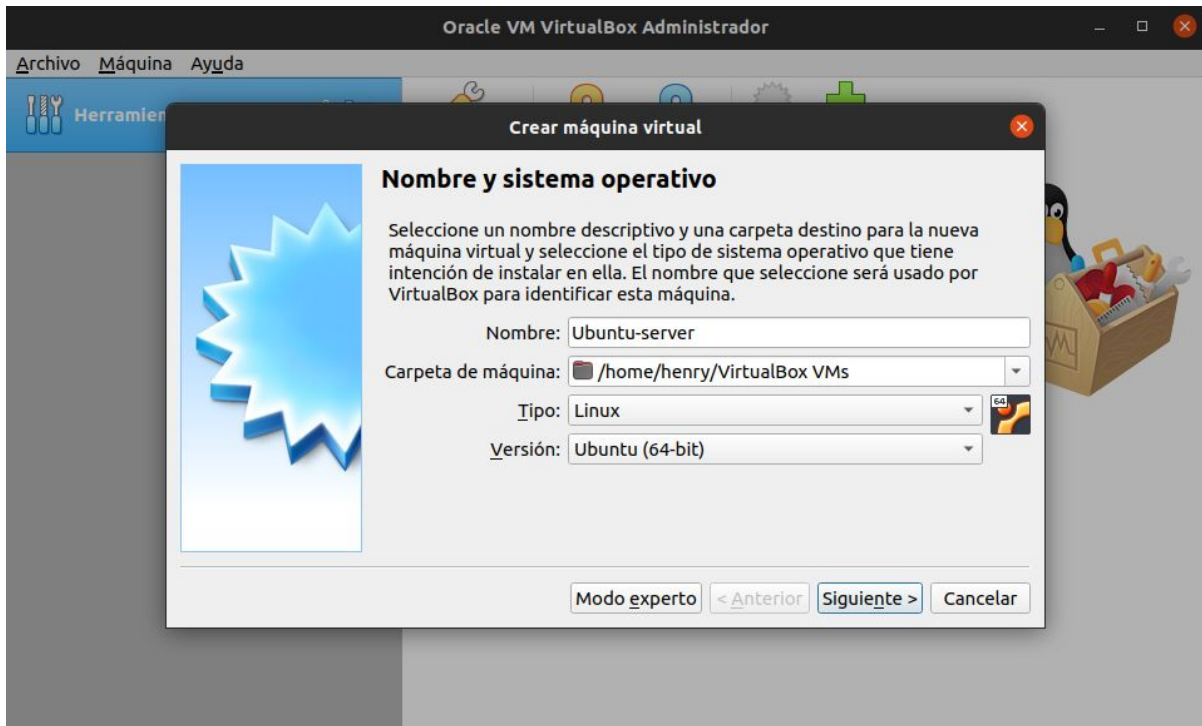 Oracle VM VirtualBox Administrador
Archivo Máquina Ayuda
Crear máquina virtual
Nombre y sistema operativo
Seleccione un nombre descriptivo y una carpeta destino para la nueva
máquina virtual y seleccione el tipo de sistema operativo que tiene
intención de instalar en ella. El nombre que seleccione será usado por
VirtualBox para identificar esta máquina.
Nombre: Ubuntu-server
Carpeta de máquina: /home/henry/VirtualBox VMs
Tipo: Linux
64
Versión: Ubuntu (64-bit)
Modo experto < Anterior Siguiente > Cancelar